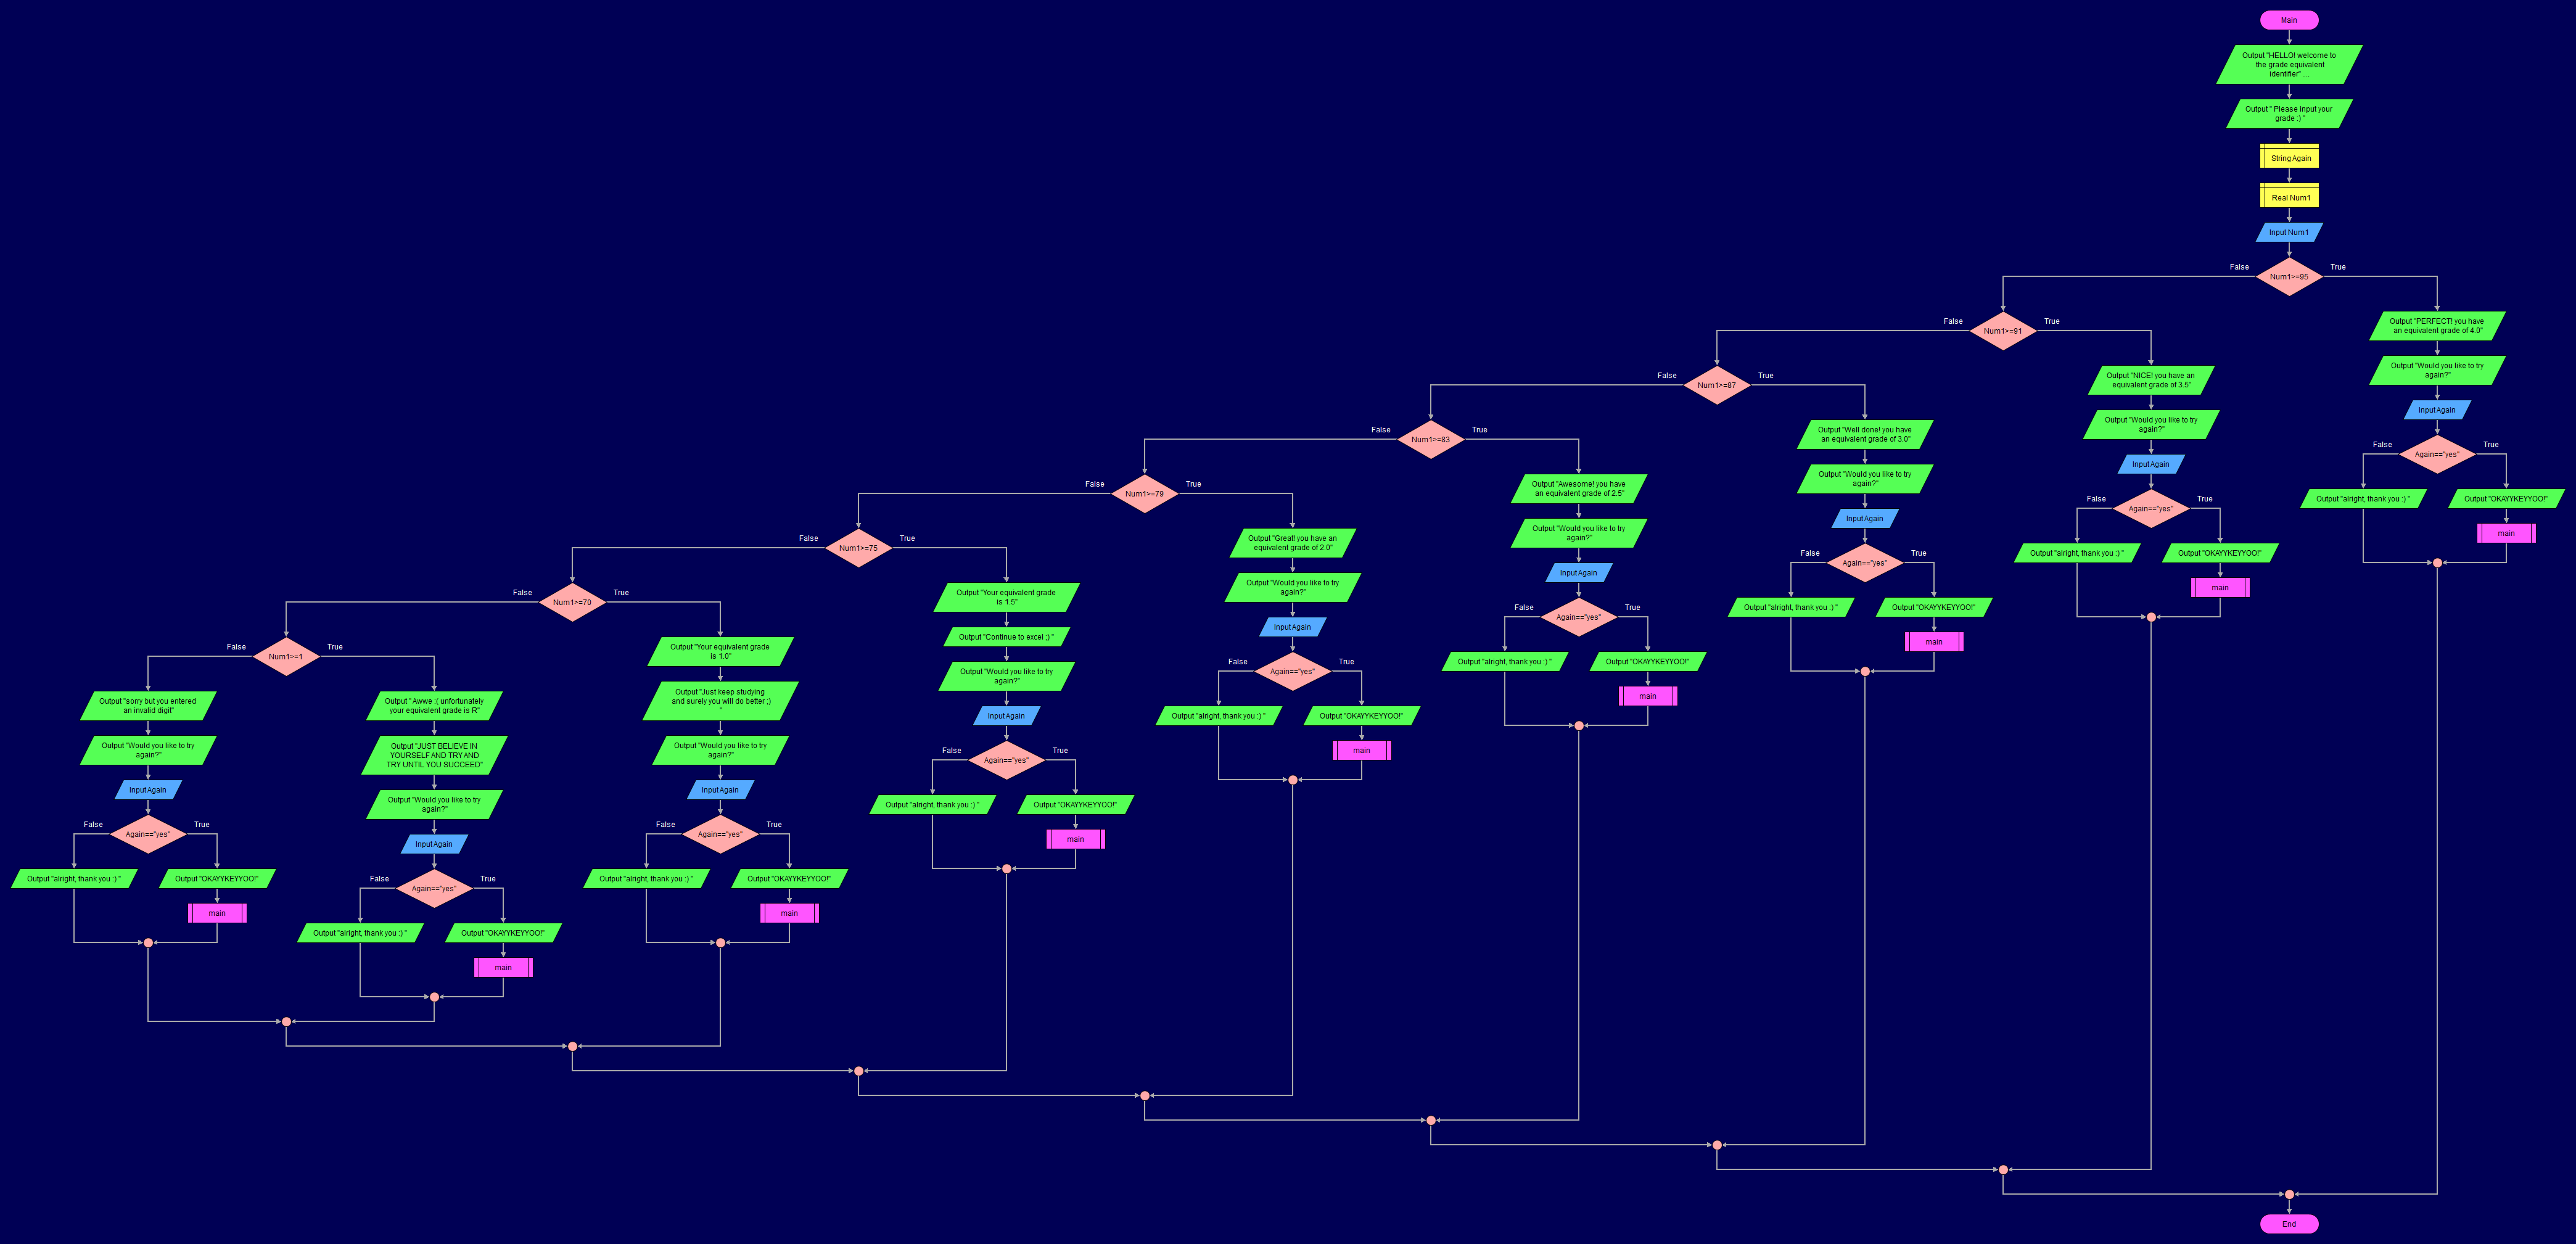 Main
Output "HELLO! welcome to
the grade equivalent
identifier" ...
Output " Please input your
grade :) "
String Again
Real Num1
Input Num1
False
Num1>=95
True
Output "PERFECT! you have
an equivalent grade of 4.0"
Output "Would you like to try
again?"
Input Again
False
Again=="yes"
True
Output "alright, thank you :) "
Output "OKAYYKEYYOO!"
main
False
Num1>=91
True
Output "NICE! you have an
equivalent grade of 3.5"
Output "Would you like to try
again?"
Input Again
False
Again=="yes"
True
Output "alright, thank you :) "
Output "OKAYYKEYYOO!"
main
False
Num1>=87
True
Output "Well done! you have
an equivalent grade of 3.0"
Output "Would you like to try
again?"
Input Again
False
Again=="yes"
True
Output "alright, thank you :) "
Output "OKAYYKEYYOO!"
main
False
Num1>=83
True
Output "Awesome! you have
an equivalent grade of 2.5"
Output "Would you like to try
again?"
Input Again
False
Again=="yes"
True
Output "alright, thank you :) "
Output "OKAYYKEYYOO!"
main
False
Num1>=79
True
Output "Great! you have an
equivalent grade of 2.0"
Output "Would you like to try
again?"
Input Again
False
Again=="yes"
True
Output "alright, thank you :) "
Output "OKAYYKEYYOO!"
main
False
Num1>=75
True
Output "Your equivalent grade
is 1.5"
Output "Continue to excel ;) "
Output "Would you like to try
again?"
Input Again
False
Again=="yes"
True
Output "alright, thank you :) "
Output "OKAYYKEYYOO!"
main
False
Num1>=70
True
Output "Your equivalent grade
is 1.0"
Output "Just keep studying
and surely you will do better ;)
"
Output "Would you like to try
again?"
Input Again
False
Again=="yes"
True
Output "alright, thank you :) "
Output "OKAYYKEYYOO!"
main
False
Num1>=1
True
Output " Awwe :( unfortunately
your equivalent grade is R"
Output "JUST BELIEVE IN
YOURSELF AND TRY AND
TRY UNTIL YOU SUCCEED"
Output "Would you like to try
again?"
Input Again
False
Again=="yes"
True
Output "alright, thank you :) "
Output "OKAYYKEYYOO!"
main
Output "sorry but you entered
an invalid digit"
Output "Would you like to try
again?"
Input Again
False
Again=="yes"
True
Output "alright, thank you :) "
Output "OKAYYKEYYOO!"
main
End